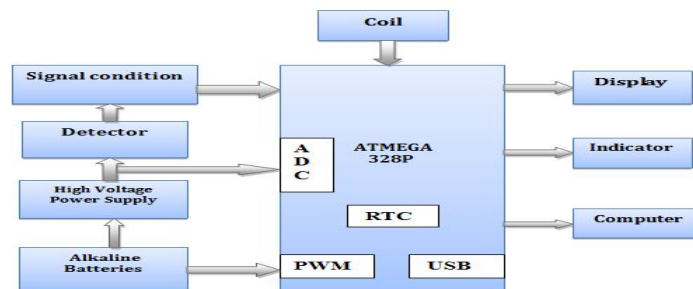 Coil
Signal condition
Display
Detector
A
D
C
ATMEGA
328P
Indicator
High Voltage
Power Supply
RTC
Computer
Alkaline
Batteries
PWM
USB